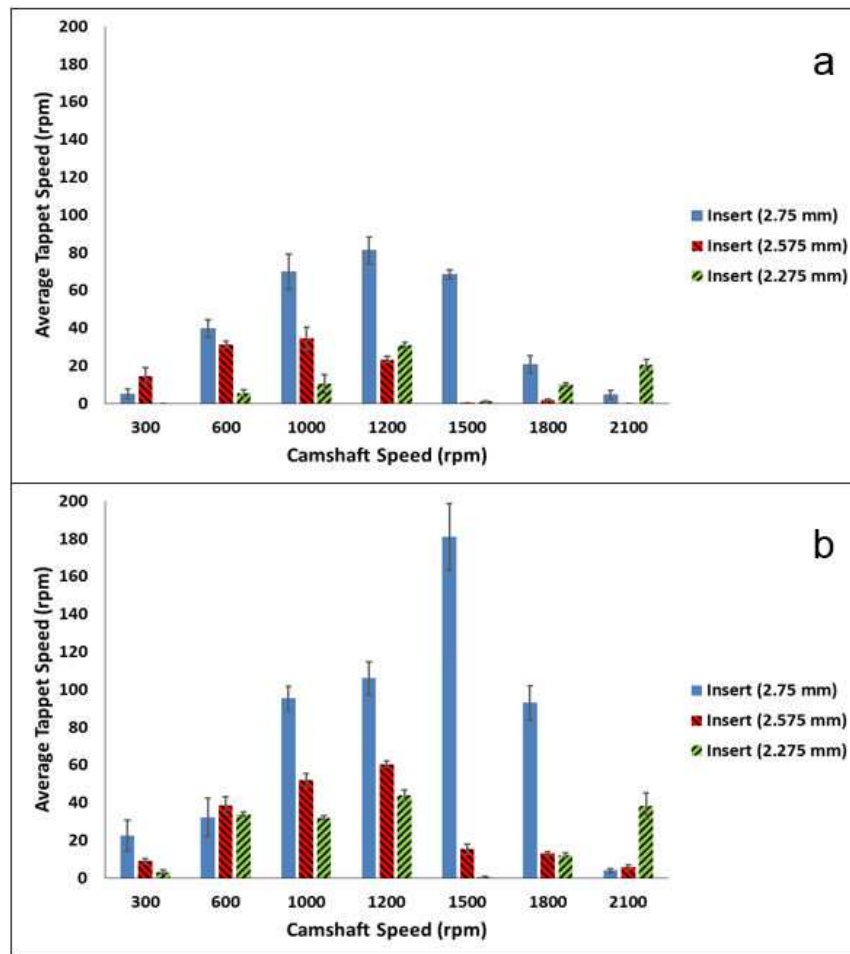 a
200
180
160
140
120
100
80
60
40
20
0
Average Tappet Speed (rpm)
Insert (2.75 mm)
Insert (2.575 mm)
Insert (2.275 mm)
300 600 1000 1200 1500 1800 2100
Camshaft Speed (rpm)
b
200
180
160
140
120
100
80
60
40
20
0
Average Tappet Speed (rpm)
Insert (2.75 mm)
Insert (2.575 mm)
Insert (2.275 mm)
300 600 1000 1200 1500 1800 2100
Camshaft Speed (rpm)